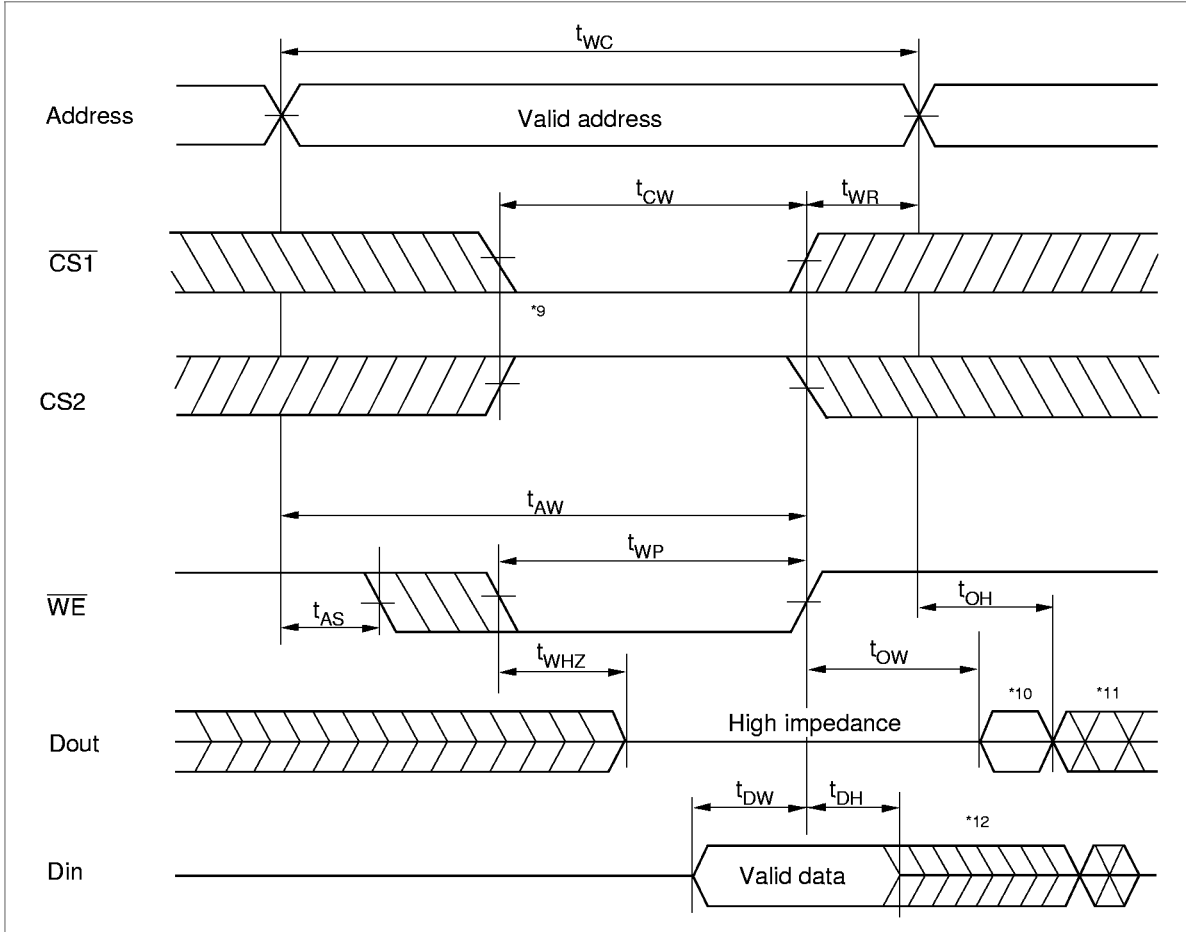 tWC
Address
Valid address
tCW
tWR
CS1
*9
CS2
tAW
tWP
WE
tAS
tOH
tWHZ
tOW
*10
*11
High impedance
Dout
tDW
tDH
*12
Din
Valid data